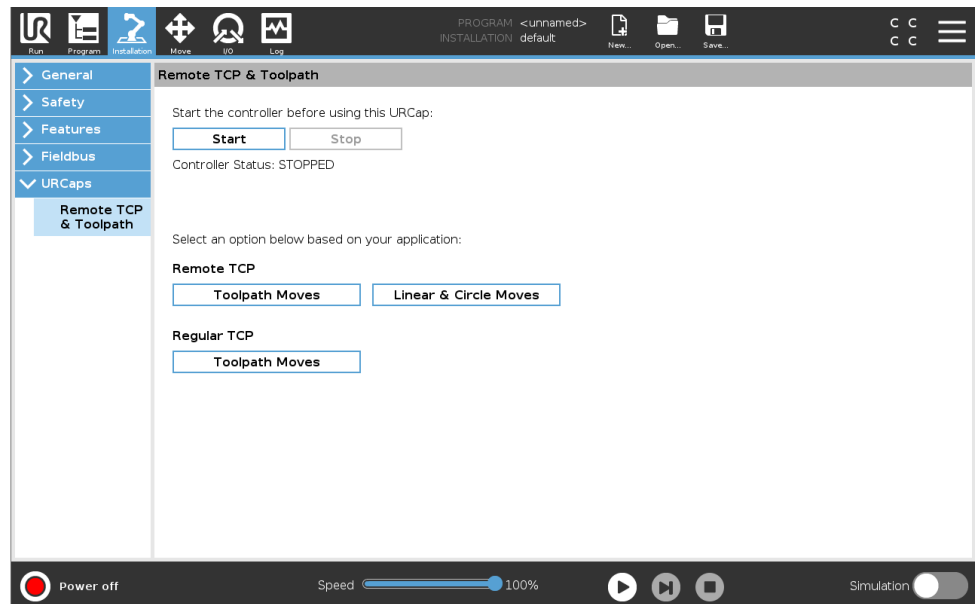 UR
PROGRAM <unnamed>
INSTALLATION default
C C
C C
Run Program Installation Move I/O Log New... Open... Save...
General
Remote TCP & Toolpath
Safety
Features
Fieldbus
URCaps
Remote TCP
& Toolpath
Start the controller before using this URCap:
Start Stop
Controller Status: STOPPED
Select an option below based on your application:
Remote TCP
Toolpath Moves Linear & Circle Moves
Regular TCP
Toolpath Moves
Power off Speed 100% Simulation